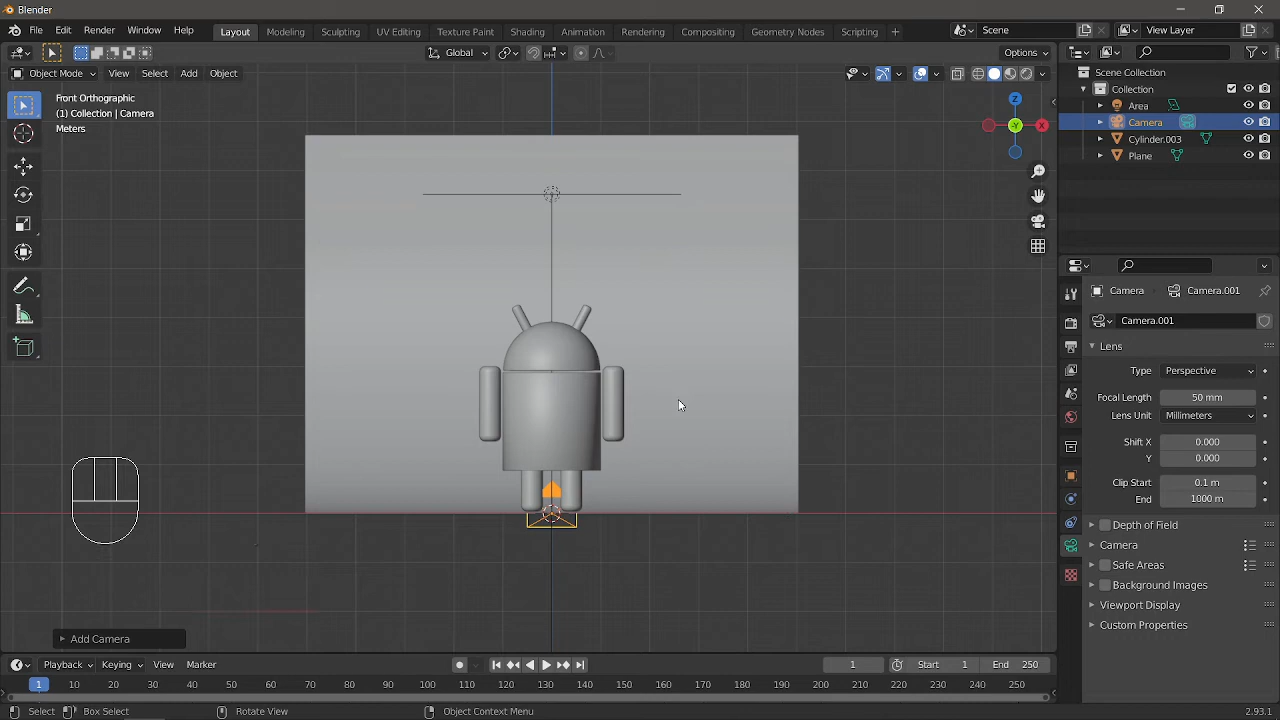 Blender
File Edit Render Window Help Layout Modeling Sculpting UV Editing Texture Paint Shading Animation Rendering Compositing Geometry Nodes Scripting + Scene View Layer
Global Options
Object Mode View Select Add Object
Front Orthographic
(1) Collection | Camera
Meters
Z
-Y
X
Scene Collection
Collection
Area
Camera
Cylinder.003
Plane
Camera Camera.001
Camera.001
Lens
Type Perspective
Focal Length 50 mm
Lens Unit Millimeters
Shift X 0.000
Y 0.000
Clip Start 0.1 m
End 1000 m
Depth of Field
Camera
Safe Areas
Background Images
Viewport Display
Custom Properties
Add Camera
Playback Keying View Marker 1 Start 1 End 250
1 10 20 30 40 50 60 70 80 90 100 110 120 130 140 150 160 170 180 190 200 210 220 230 240 250
Select Box Select Rotate View Object Context Menu 2.93.1